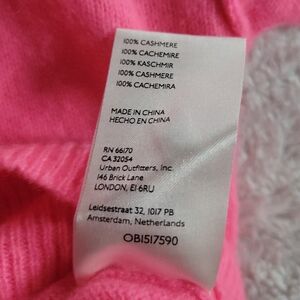 100% CASHMERE
100% CACHEMIRE
100% KASCHMIR
100% CASHMERE
100% CACHEMIRA
MADE IN CHINA
HECHO EN CHINA
RN 66170
CA 32054
Urban Outfitters, Inc.
146 Brick Lane
LONDON, E1 6RU
Leidsestraat 32, 1017 PB
Amsterdam, Netherlands
OB1517590